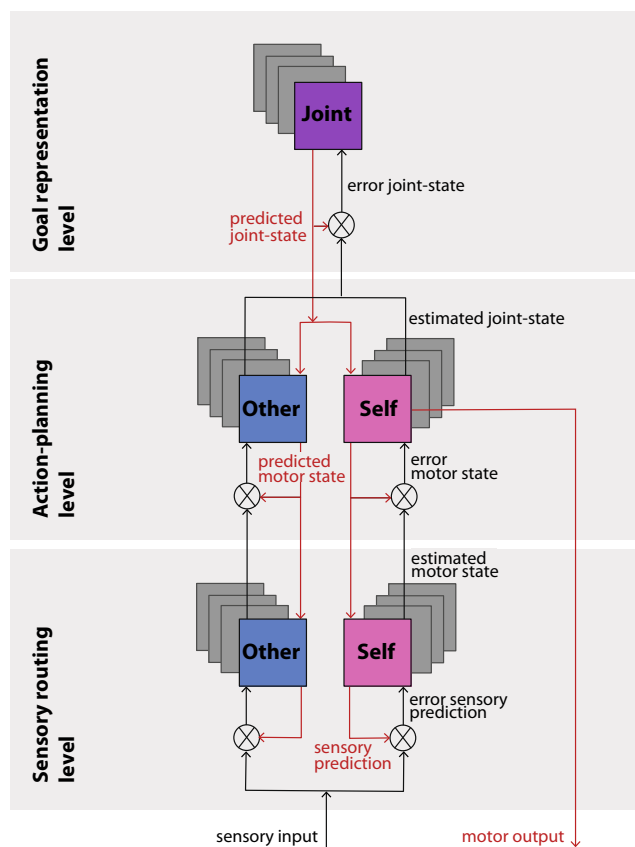 Goal representation
level
Joint
error joint-state
predicted
joint-state
Action-planning
level
estimated joint-state
Other
Self
predicted
motor state
error
motor state
Sensory routing
level
estimated
motor state
Other
Self
error sensory
prediction
sensory
prediction
sensory input
motor output